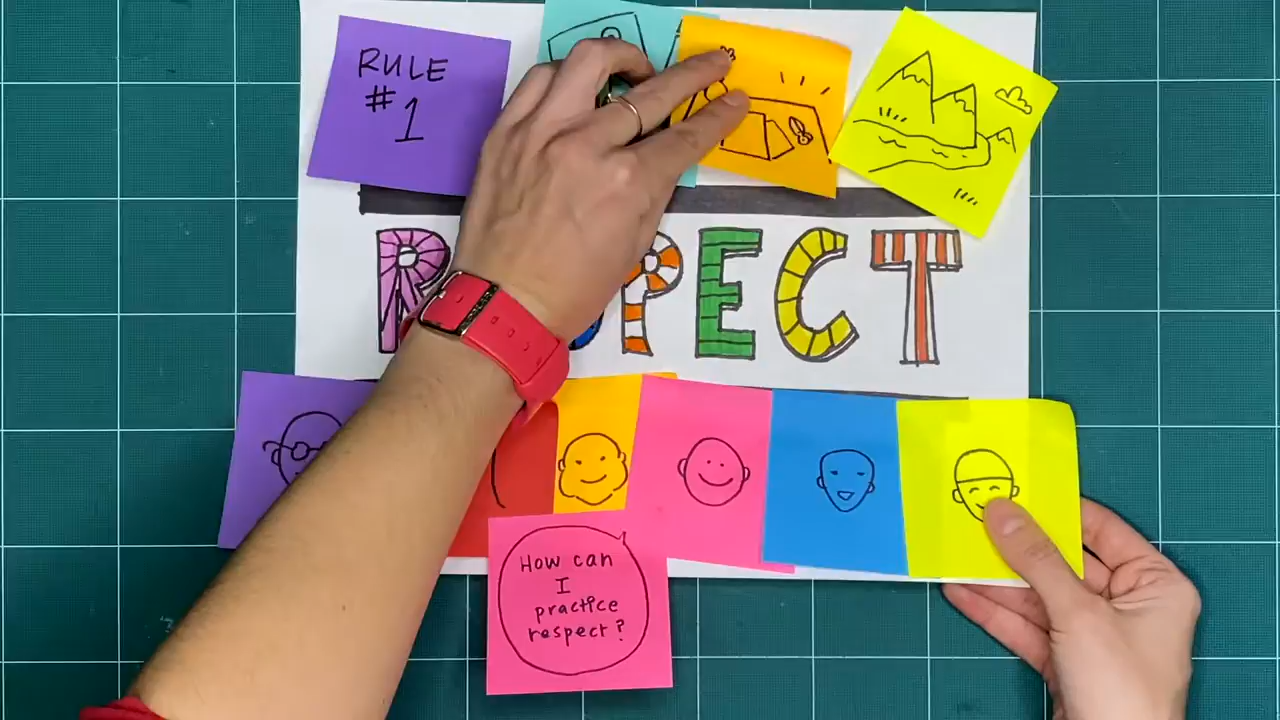 RULE
#1
R PECT
How can
I
practice
respect?